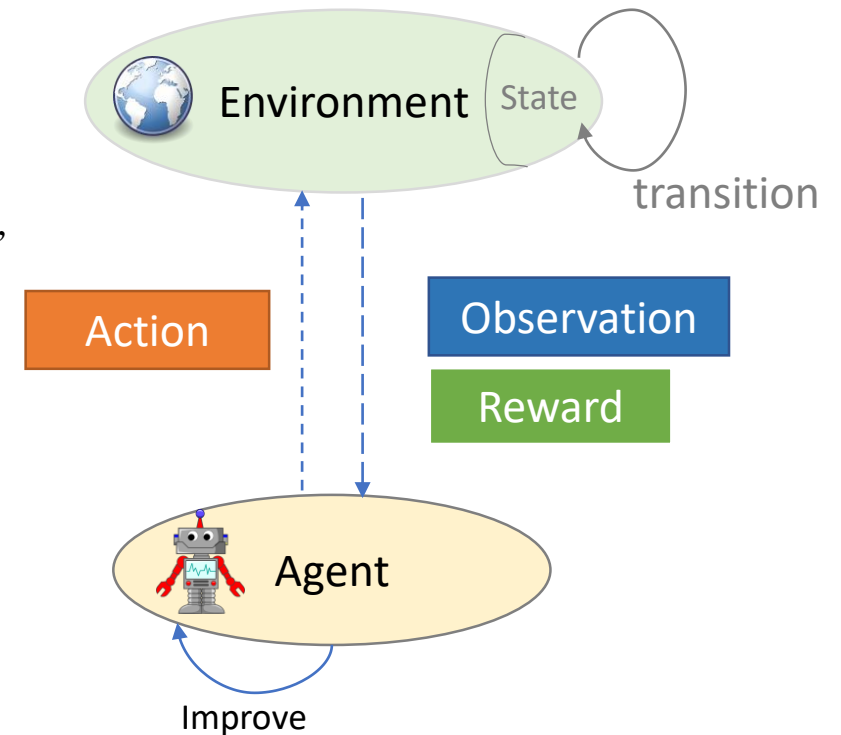 Environment
State
transition
,
Action
Observation
Reward
Agent
Improve